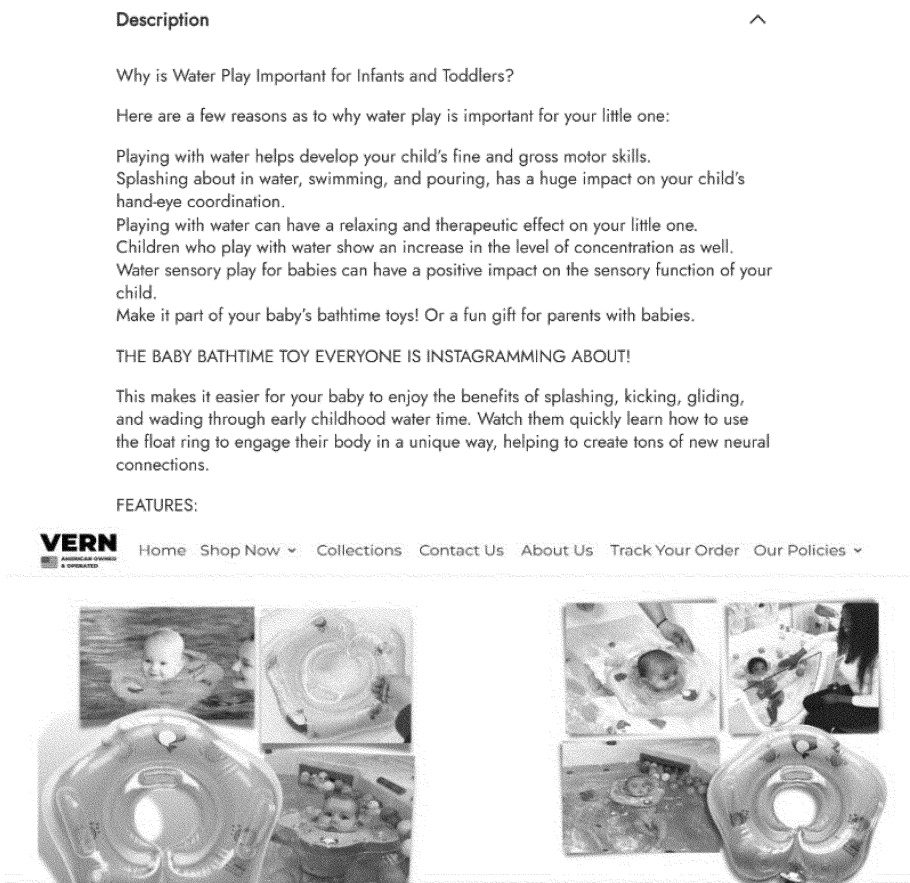 Description
Why is Water Play Important for Infants and Toddlers?
Here are a few reasons as to why water play is important for your little one:
Playing with water helps develop your child's fine and gross motor skills.
Splashing about in water, swimming, and pouring, has a huge impact on your child's
hand-eye coordination.
Playing with water can have a relaxing and therapeutic effect on your little one.
Children who play with water show an increase in the level of concentration as well.
Water sensory play for babies can have a positive impact on the sensory function of your
child.
Make it part of your baby's bathtime toys! Or a fun gift for parents with babies.
THE BABY BATHTIME TOY EVERYONE IS INSTAGRAMMING ABOUT!
This makes it easier for your baby to enjoy the benefits of splashing, kicking, gliding,
and wading through early childhood water time. Watch them quickly learn how to use
the float ring to engage their body in a unique way, helping to create tons of new neural
connections.
FEATURES:
VERN
AMERICAN OWNED
& OPERATED
Home Shop Now Collections Contact Us About Us Track Your Order Our Policies